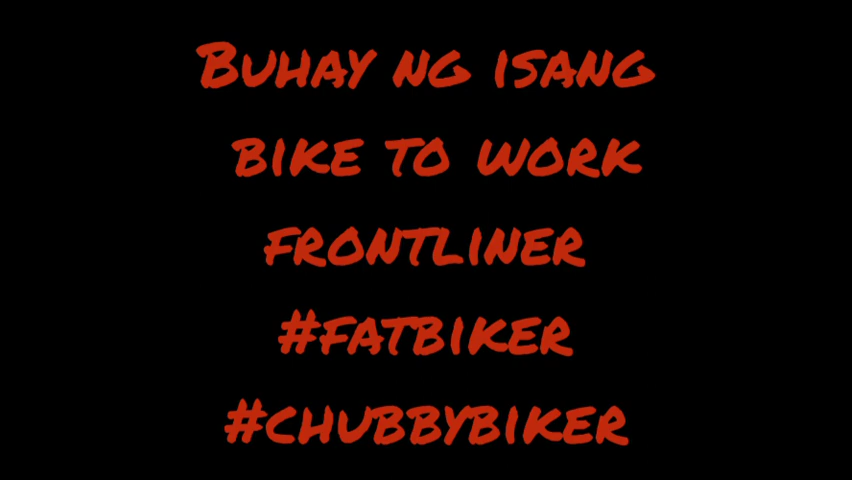 Buhay ng isang
bike to work
frontliner
#fatbiker
#chubbybiker